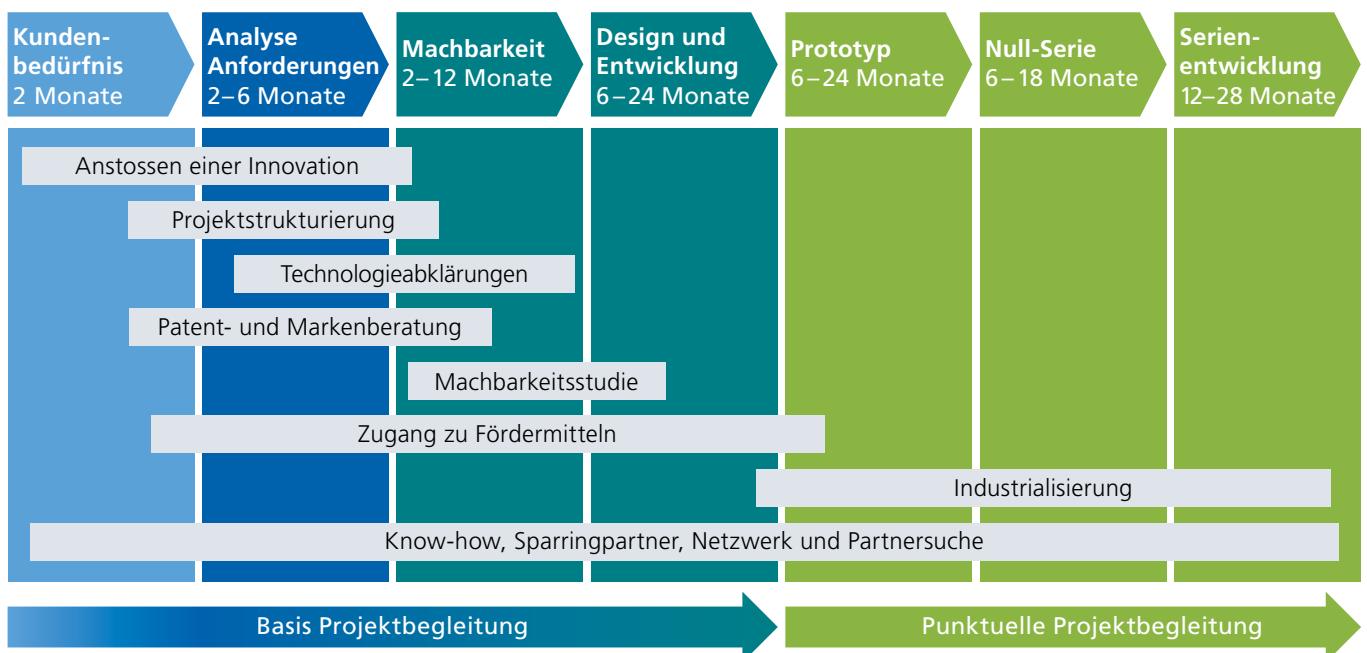 Kunden-
bedürfnis
2 Monate
Analyse
Anforderungen
2–6 Monate
Machbarkeit
2–12 Monate
Design und
Entwicklung
6–24 Monate
Prototyp
6–24 Monate
Null-Serie
6–18 Monate
Serien-
entwicklung
12–28 Monate
Anstossen einer Innovation
Projektstrukturierung
Technologieabklärungen
Patent- und Markenberatung
Machbarkeitsstudie
Zugang zu Fördermitteln
Industrialisierung
Know-how, Sparringpartner, Netzwerk und Partnersuche
Basis Projektbegleitung
Punktuelle Projektbegleitung